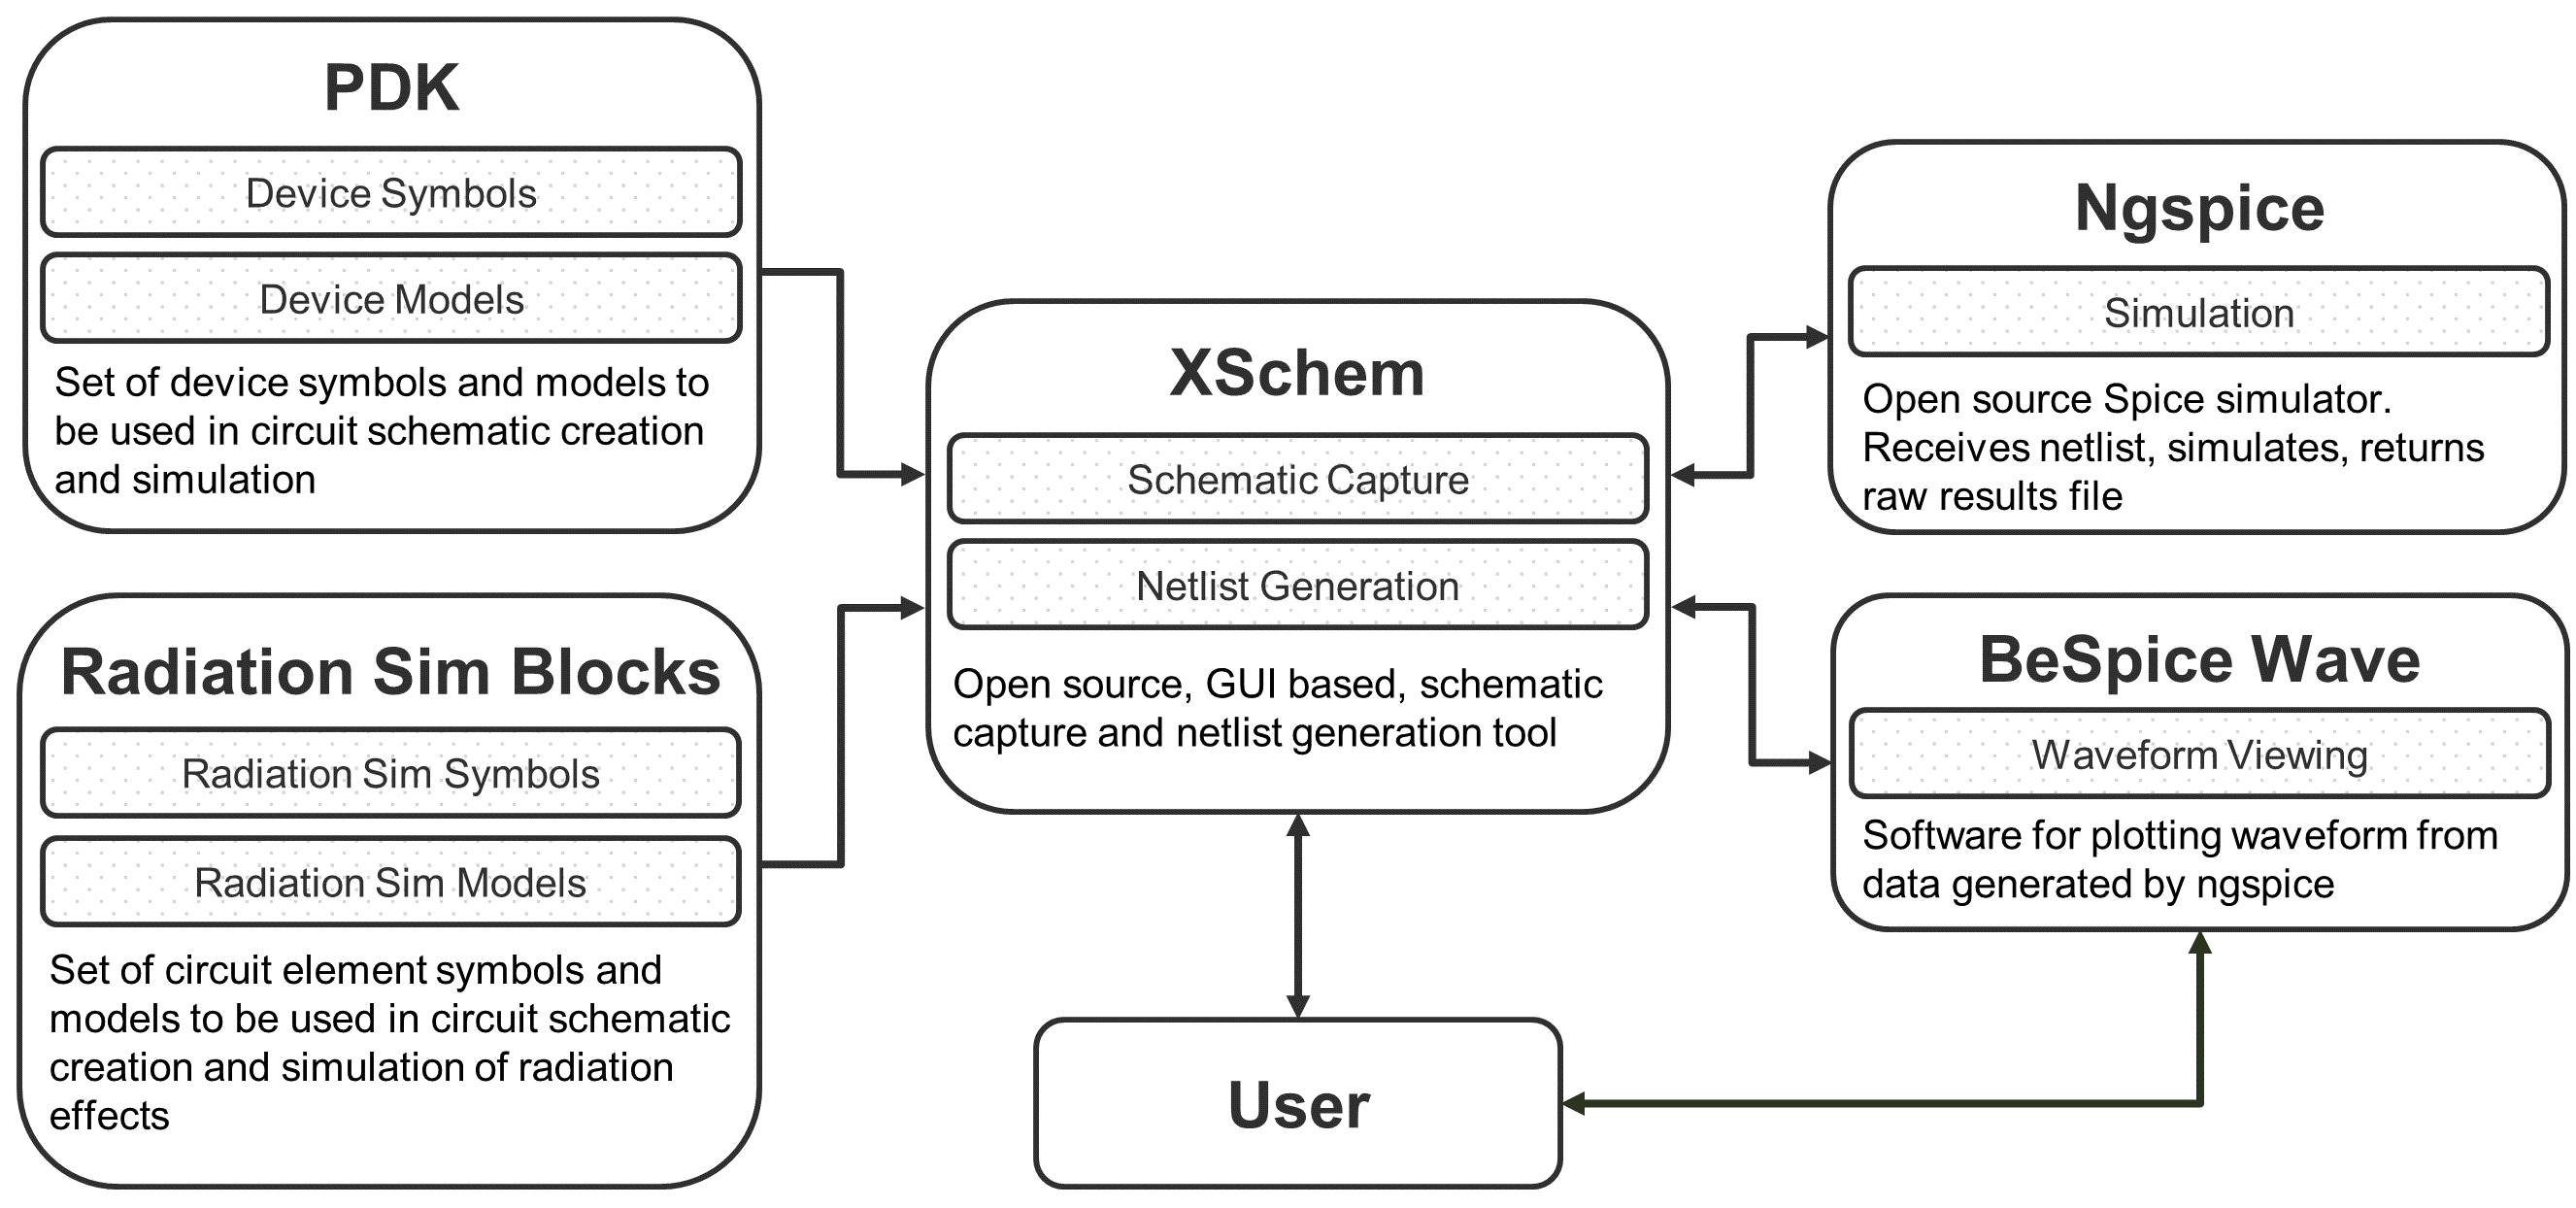 PDK
Device Symbols
Device Models
Set of device symbols and models to
be used in circuit schematic creation
and simulation
Radiation Sim Blocks
Radiation Sim Symbols
Radiation Sim Models
Set of circuit element symbols and
models to be used in circuit schematic
creation and simulation of radiation
effects
XSchem
Schematic Capture
Netlist Generation
Open source, GUI based, schematic
capture and netlist generation tool
User
Ngspice
Simulation
Open source Spice simulator.
Receives netlist, simulates, returns
raw results file
BeSpice Wave
Waveform Viewing
Software for plotting waveform from
data generated by ngspice